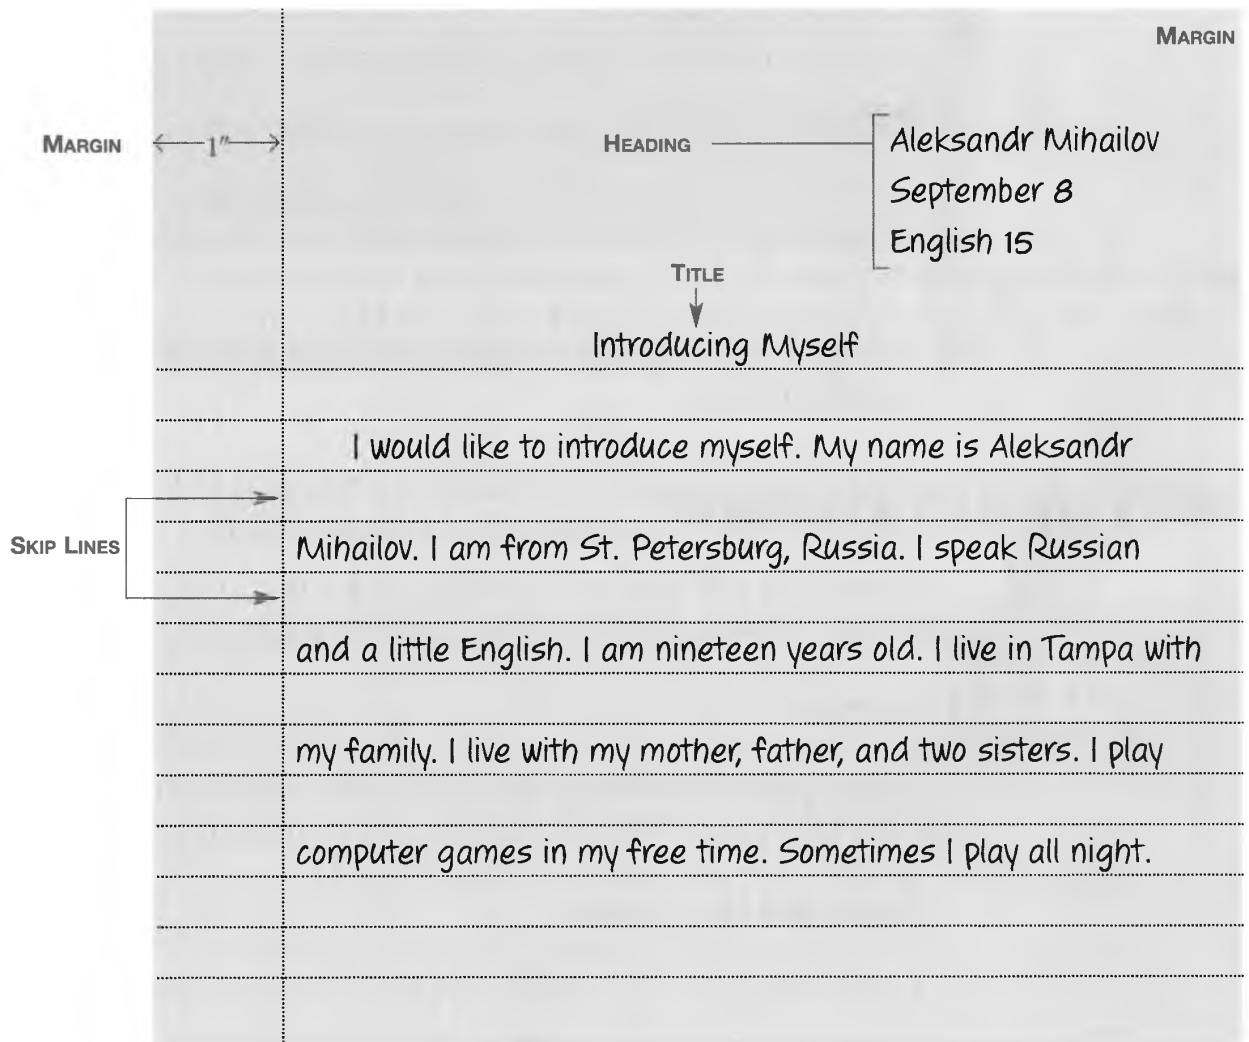 MARGIN
MARGIN
1"
HEADING
Aleksandr Mihailov
September 8
English 15
TITLE
Introducing Myself
I would like to introduce myself. My name is Aleksandr
SKIP LINES
Mihailov. I am from St. Petersburg, Russia. I speak Russian
and a little English. I am nineteen years old. I live in Tampa with
my family. I live with my mother, father, and two sisters. I play
computer games in my free time. Sometimes I play all night.